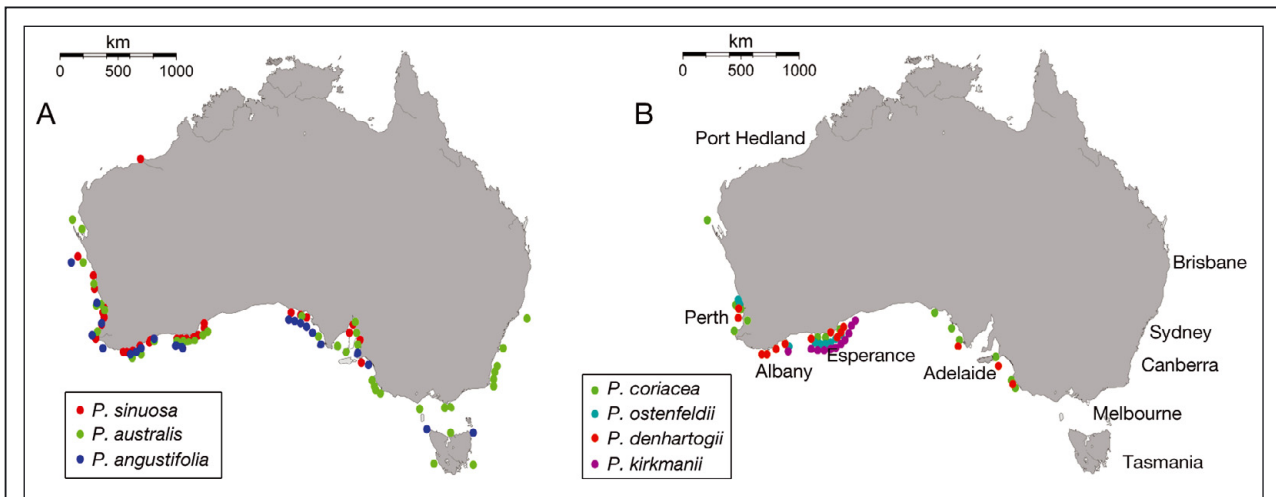 km
0 500 1000
A
P. sinuosa
P. australis
P. angustifolia
km
0 500 1000
B
Port Hedland
Brisbane
Perth
Sydney
Esperance
Canberra
Albany
Adelaide
Melbourne
Tasmania
P. coriacea
P. ostenfeldii
P. denhartogii
P. kirkmanii